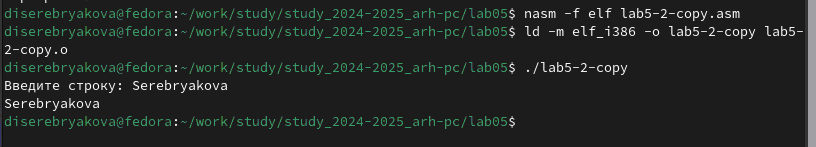 diserebryakova@fedora:~/work/study/study_2024-2025_arh-pc/lab05$ nasm -f elf lab5-2-copy.asm
diserebryakova@fedora:~/work/study/study_2024-2025_arh-pc/lab05$ ld -m elf_i386 -o lab5-2-copy lab5-
2-copy.o
diserebryakova@fedora:~/work/study/study_2024-2025_arh-pc/lab05$ ./lab5-2-copy
Введите строку: Serebryakova
Serebryakova
diserebryakova@fedora:~/work/study/study_2024-2025_arh-pc/lab05$